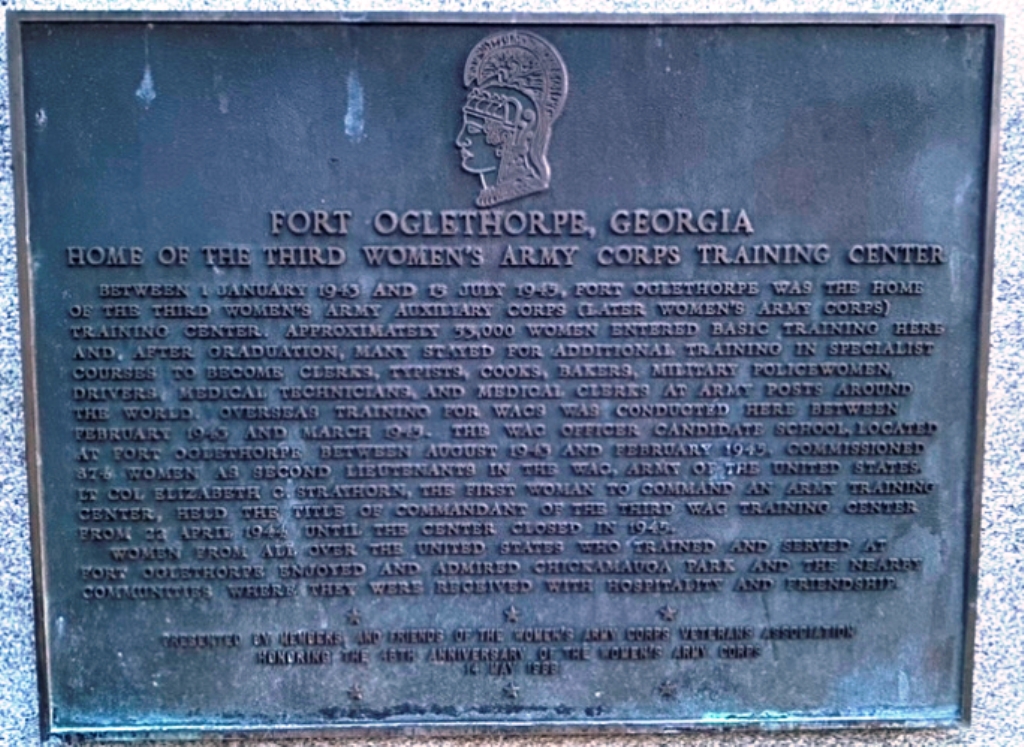 FORT OGLETHORPE, GEORGIA
HOME OF THE THIRD WOMEN'S ARMY CORPS TRAINING CENTER
BETWEEN 1 JANUARY 1943 AND 15 JULY 1945, FORT OGLETHORPE WAS THE HOME
OF THE THIRD WOMEN'S ARMY AUXILIARY CORPS (LATER WOMEN'S ARMY CORPS)
TRAINING CENTER. APPROXIMATELY WOMEN ENTERED BASIC TRAINING HERE
AND, AFTER GRADUATION, MANY STAYED FOR ADDITIONAL TRAINING IN SPECIALIST
COURSES TO BECOME CLERKS, TYPISTS, COOKS, BAKERS, MILITARY POLICEWOMEN,
DRIVERS, MEDICAL TECHNICIANS, AND MEDICAL CLERKS AT ARMY POSTS AROUND
THE WORLD. OVERSEAS TRAINING FOR WACS WAS CONDUCTED HERE BETWEEN
FEBRUARY AND MARCH 1945. THE WAC OFFICER CANDIDATE SCHOOL, LOCATED
AT FORT OGLETHORPE BETWEEN AUGUST 1943 AND FEBRUARY 1945, COMMISSIONED
WOMEN AS SECOND LIEUTENANTS IN THE WAC, ARMY OF THE UNITED STATES.
LT COL ELIZABETH C. STRAYHORN, THE FIRST WOMAN TO COMMAND AN ARMY TRAINING
CENTER, HELD THE TITLE OF COMMANDANT OF THE THIRD WAC TRAINING CENTER
FROM 22 APRIL 1944 UNTIL THE CENTER CLOSED IN 1945.
WOMEN FROM ALL OVER THE UNITED STATES WHO TRAINED AND SERVED AT
FORT OGLETHORPE ENJOYED AND ADMIRED CHICKAMAUGA PARK AND THE NEARBY
COMMUNITIES WHERE THEY WERE RECEIVED WITH HOSPITALITY AND FRIENDSHIP.
PRESENTED BY MEMBERS AND FRIENDS OF THE WOMEN'S ARMY CORPS VETERANS ASSOCIATION
HONORING THE 46TH ANNIVERSARY OF THE WOMEN'S ARMY CORPS
14 MAY 1988